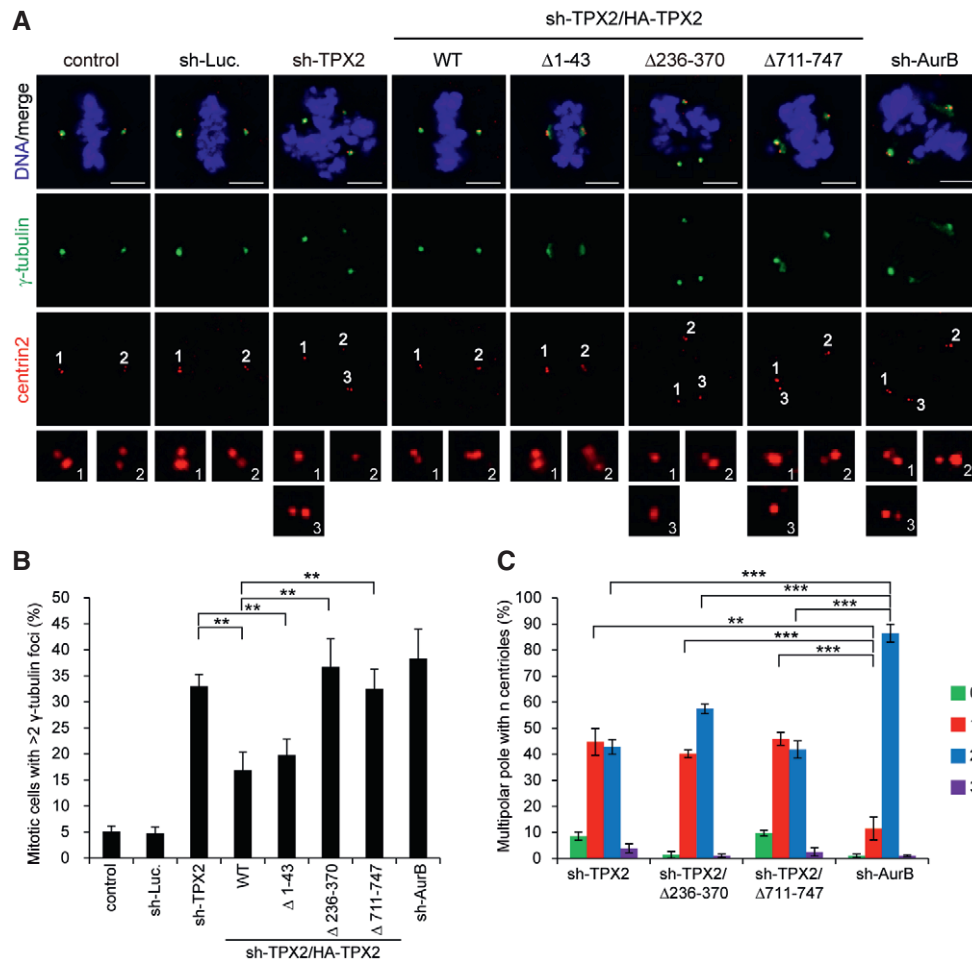 A
sh-TPX2/HA-TPX2
control sh-Luc. sh-TPX2 WT Δ1-43 Δ236-370 Δ711-747 sh-AurB
DNA/merge
γ-tubulin
centrin2
1 2 1 2 1 2 3 1 2 1 2 2 1 3 2 1 3 2 1 3
1 2 1 2 1 2 1 2 1 2 1 2 1 2 1 2
3 3 3 3
B
Mitotic cells with >2 γ-tubulin foci (%)
50
45
40
35
30
25
20
15
10
5
0
** ** ** **
control sh-Luc. sh-TPX2 WT Δ 1-43 Δ 236-370 Δ 711-747 sh-AurB
sh-TPX2/HA-TPX2
C
Multipolar pole with n centrioles (%)
100
90
80
70
60
50
40
30
20
10
0
***
***
***
**
***
***
sh-TPX2 sh-TPX2/ sh-TPX2/ sh-AurB
Δ236-370 Δ711-747
2